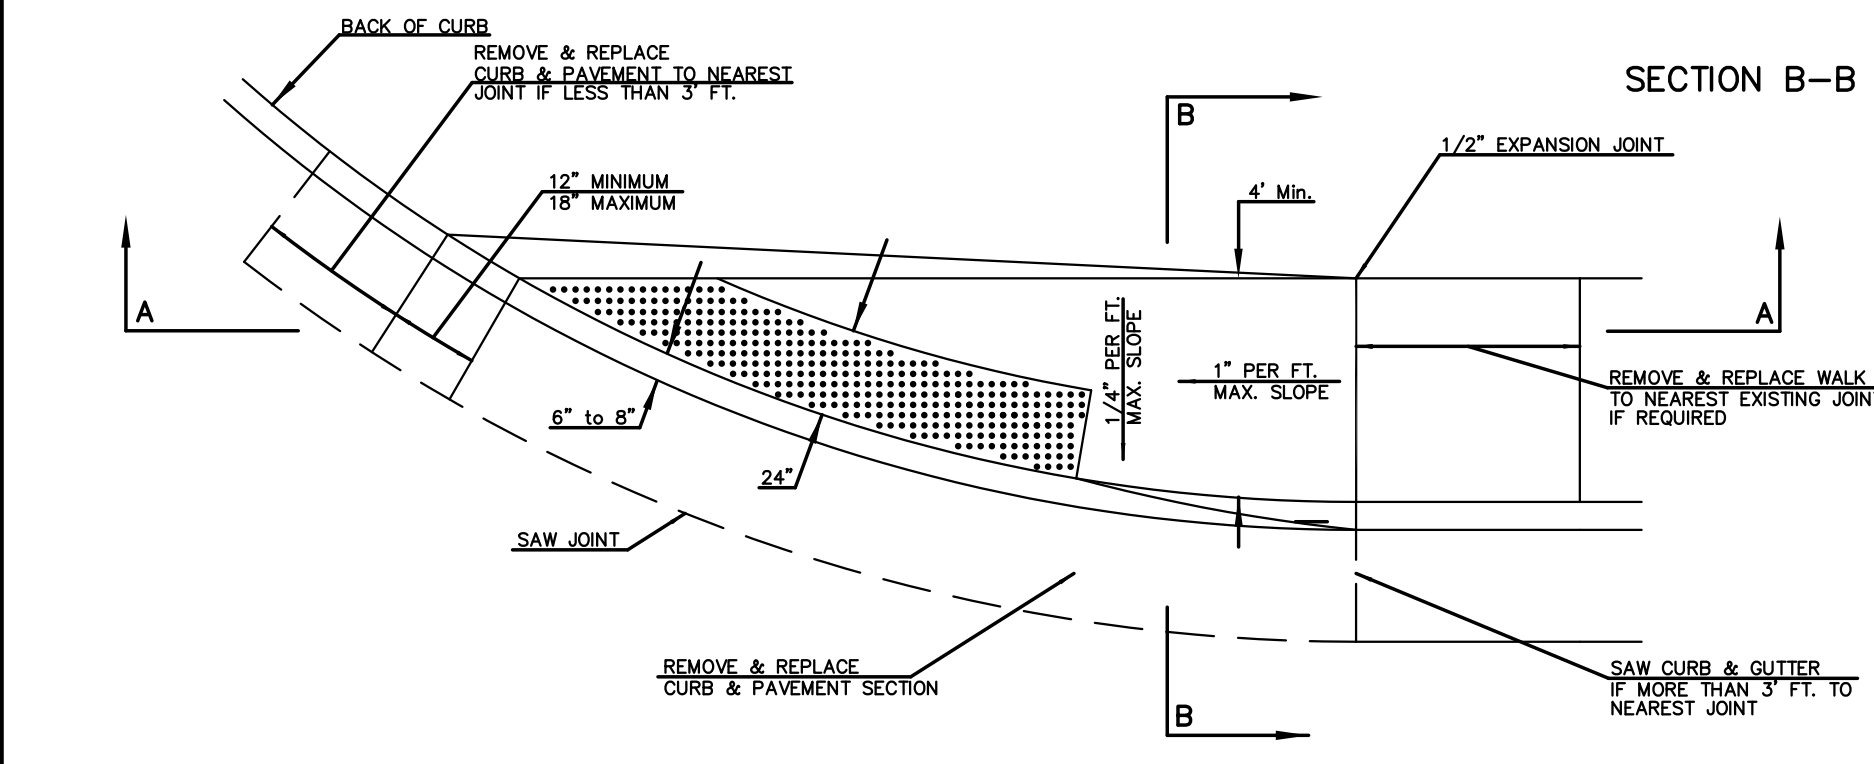 BACK OF CURB
REMOVE & REPLACE
CURB & PAVEMENT TO NEAREST
JOINT IF LESS THAN 3' FT.
SECTION B-B
B
1/2" EXPANSION JOINT
12" MINIMUM
18" MAXIMUM
4' Min.
A
A
1/4" PER FT.
MAX. SLOPE
1" PER FT.
MAX. SLOPE
REMOVE & REPLACE WALK
TO NEAREST EXISTING JOINT
IF REQUIRED
6" to 8"
24"
SAW JOINT
REMOVE & REPLACE
CURB & PAVEMENT SECTION
SAW CURB & GUTTER
IF MORE THAN 3' FT. TO
NEAREST JOINT
B